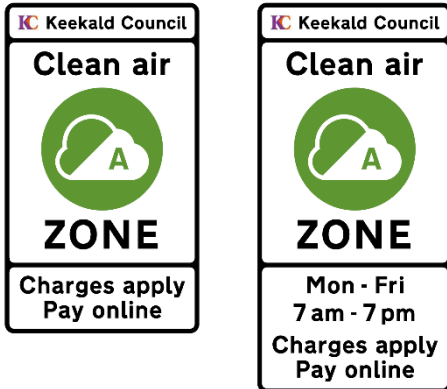 KC Keekald Council
Clean air
A
ZONE
Charges apply
Pay online
KC Keekald Council
Clean air
A
ZONE
Mon - Fri
7 am - 7 pm
Charges apply
Pay online